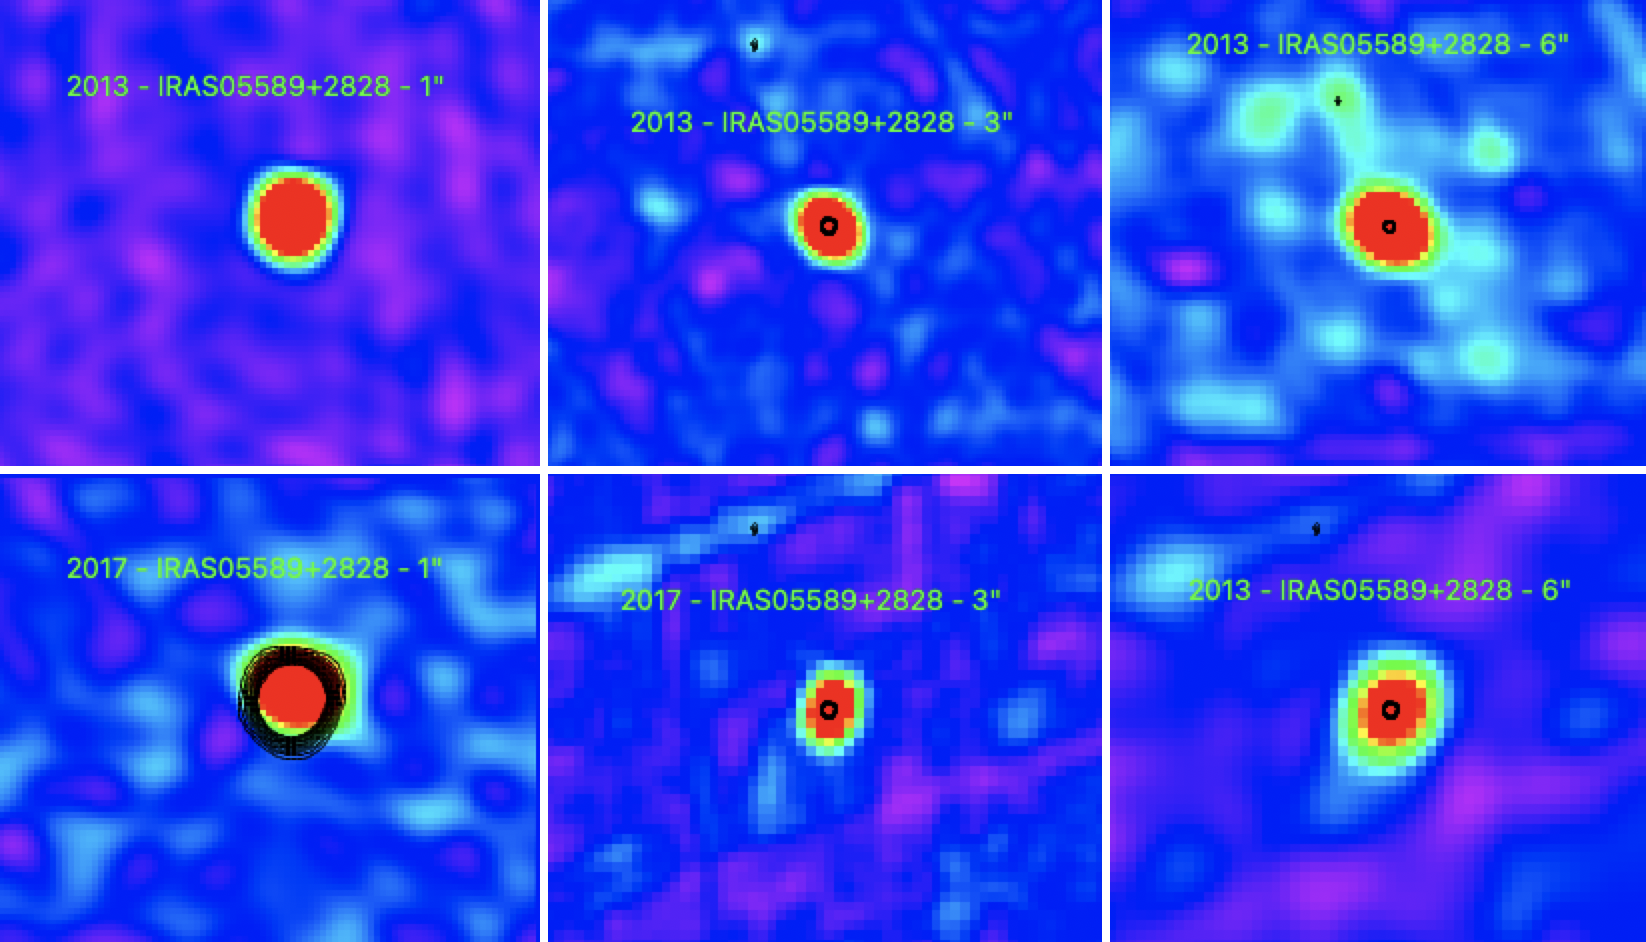 2013 - IRAS05589+2828 - 1"
2013 - IRAS05589+2828 - 3"
2013 - IRAS05589+2828 - 6"
2017 - IRAS05589+2828 - 1"
2017 - IRAS05589+2828 - 3"
2013 - IRAS05589+2828 - 6"